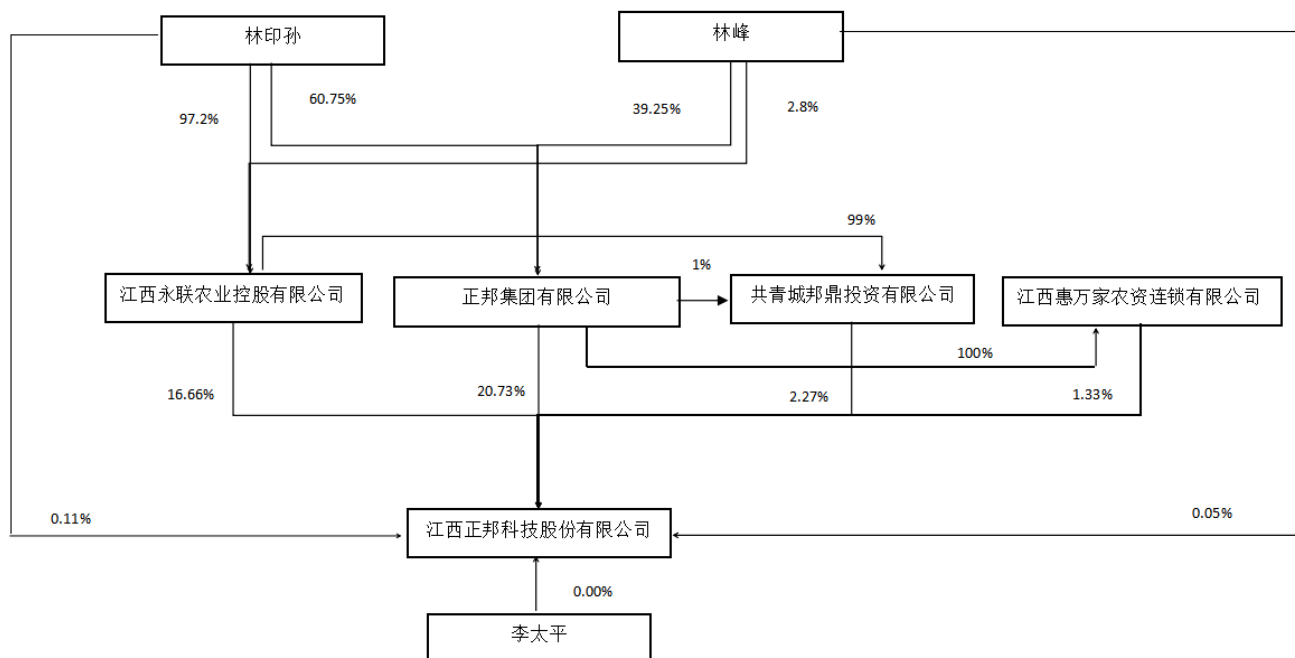 林印孙
林峰
60.75%
39.25%
2.8%
97.2%
99%
1%
江西永联农业控股有限公司
正邦集团有限公司
共青城邦鼎投资有限公司
江西惠万家农资连锁有限公司
100%
16.66%
20.73%
2.27%
1.33%
0.11%
江西正邦科技股份有限公司
0.05%
0.00%
李太平